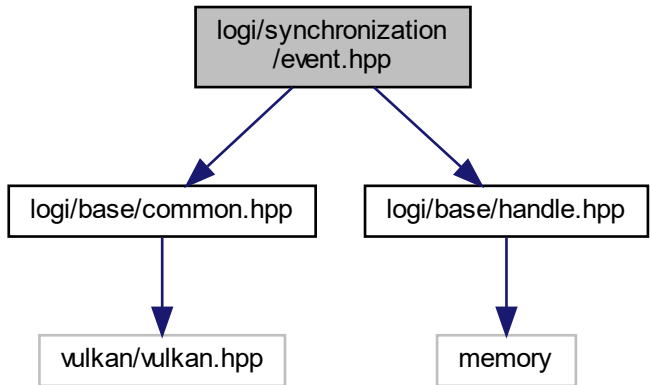 logi/synchronization
/event.hpp
logi/base/common.hpp
logi/base/handle.hpp
vulkan/vulkan.hpp
memory